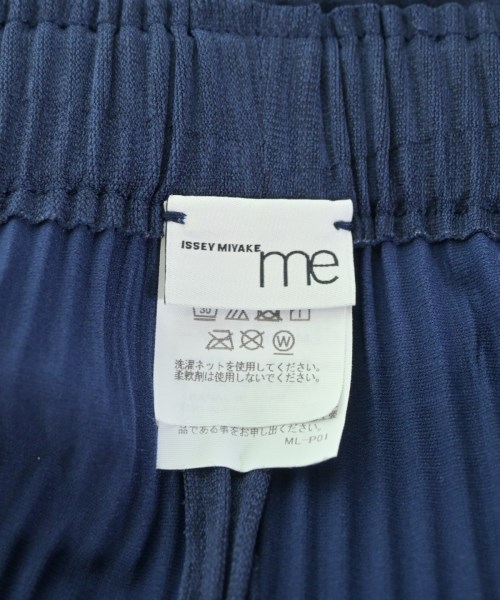 ISSEY MIYAKE me
30
W
洗濯ネットを使用してください。
柔軟剤は使用しないでください。
品である事をお申し出ください。
ML-P01